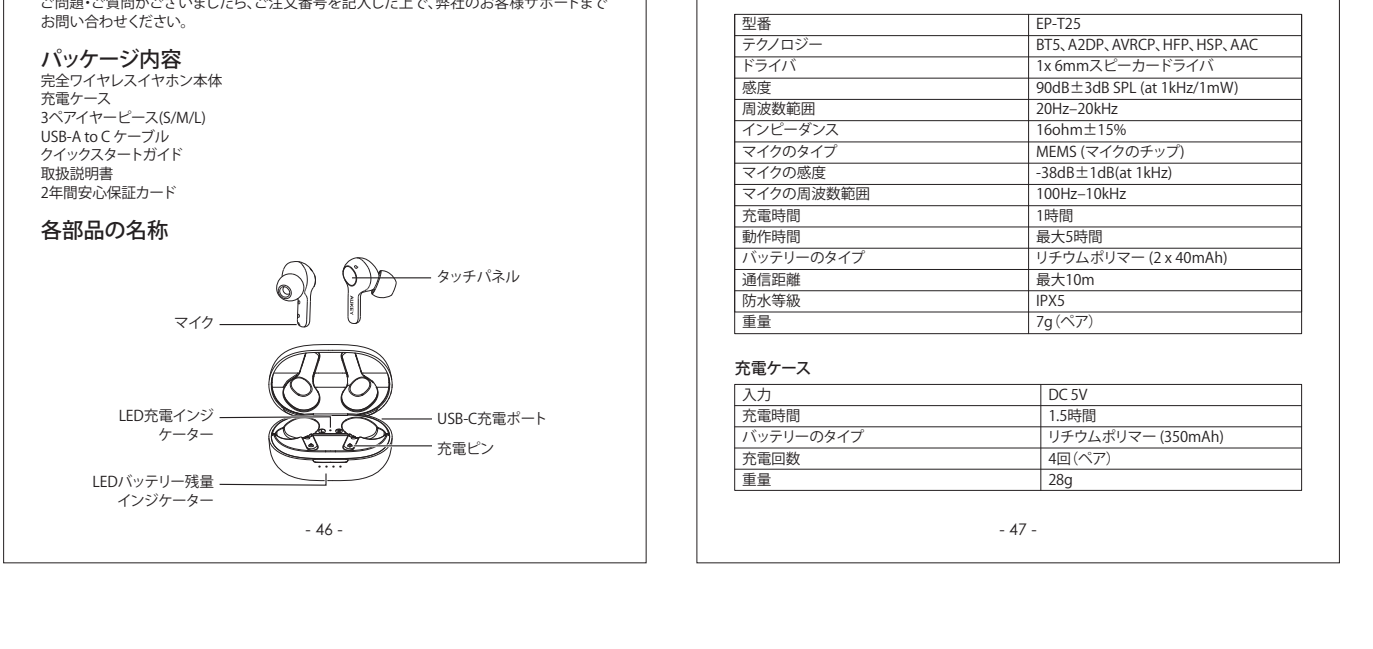 ご問題・ご質問がございましたら、ご注文番号を記入した上で、弊社のお客様サポートまで
お問い合わせください。
パッケージ内容
完全ワイヤレスイヤホン本体
充電ケース
3ペアイヤーピース(S/M/L)
USB-A to C ケーブル
クイックスタートガイド
取扱説明書
2年間安心保証カード
各部品の名称
タッチパネル
AUKEY
マイク
LED充電インジ
ケーター
USB-C充電ポート
充電ピン
LEDバッテリー残量
インジケーター
- 46 -
型番 EP-T25
テクノロジー BT5、A2DP、AVRCP、HFP、HSP、AAC
ドライバ 1x 6mmスピーカードライバ
感度 90dB±3dB SPL (at 1kHz/1mW)
周波数範囲 20Hz–20kHz
インピーダンス 16ohm±15%
マイクのタイプ MEMS (マイクのチップ)
マイクの感度 -38dB±1dB(at 1kHz)
マイクの周波数範囲 100Hz–10kHz
充電時間 1時間
動作時間 最大5時間
バッテリーのタイプ リチウムポリマー (2 x 40mAh)
通信距離 最大10m
防水等級 IPX5
重量 7g（ペア）
充電ケース
入力 DC 5V
充電時間 1.5時間
バッテリーのタイプ リチウムポリマー (350mAh)
充電回数 4回（ペア）
重量 28g
- 47 -